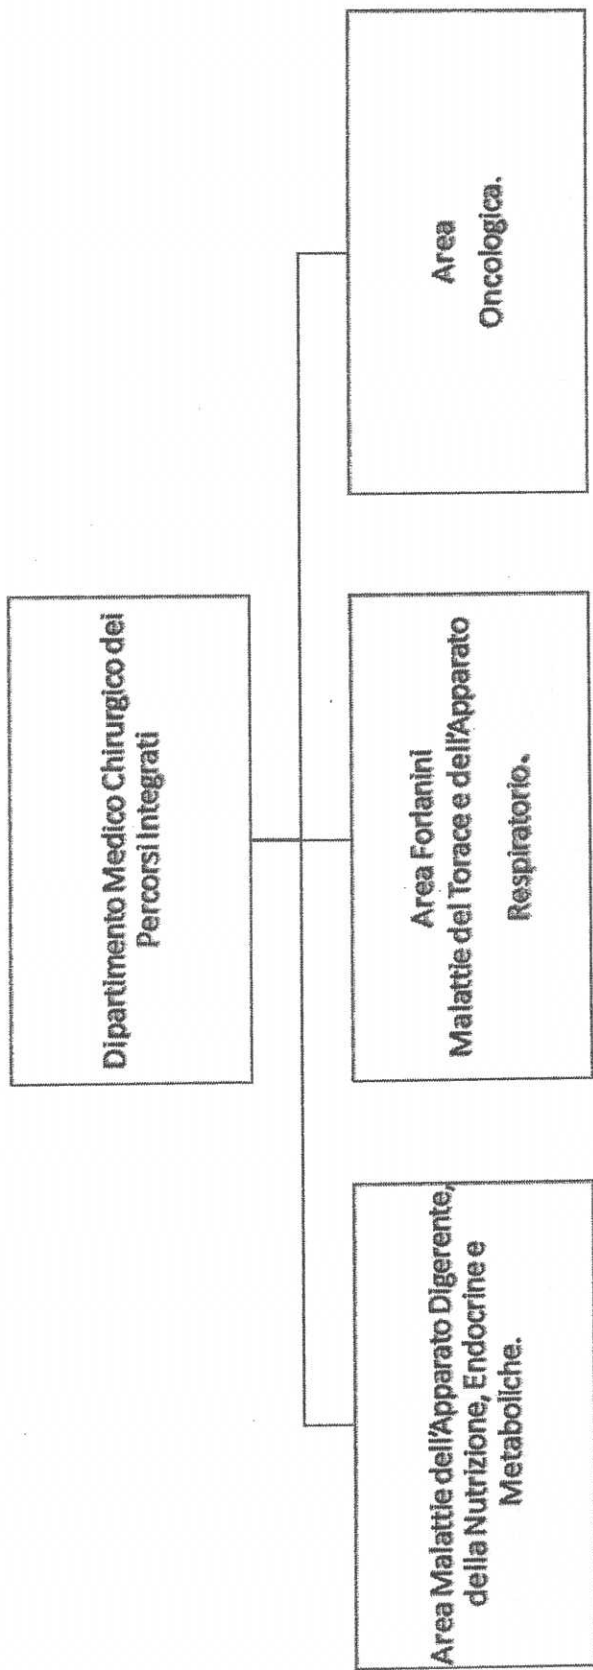 Dipartimento Medico Chirurgico dei
Percorsi Integrati
Area Malattie dell'Apparato Digerente,
della Nutrizione, Endocrine e
Metaboliche.
Area Forlanini
Malattie del Torace e dell'Apparato
Respiratorio.
Area
Oncologica.